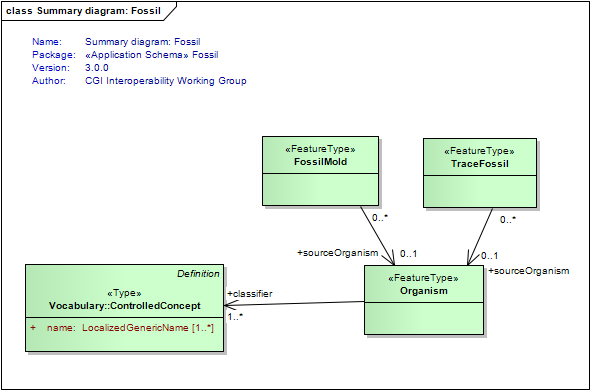 class Summary diagram: Fossil
Name: Summary diagram: Fossil
Package: «Application Schema» Fossil
Version: 3.0.0
Author: CGI Interoperability Working Group
«FeatureType»
FossilMold
«FeatureType»
TraceFossil
0..*
0..*
+sourceOrganism
0..1
0..1
+sourceOrganism
Definition
«Type»
Vocabulary::ControlledConcept
+ name: LocalizedGenericName [1..*]
+classifier
1..*
«FeatureType»
Organism